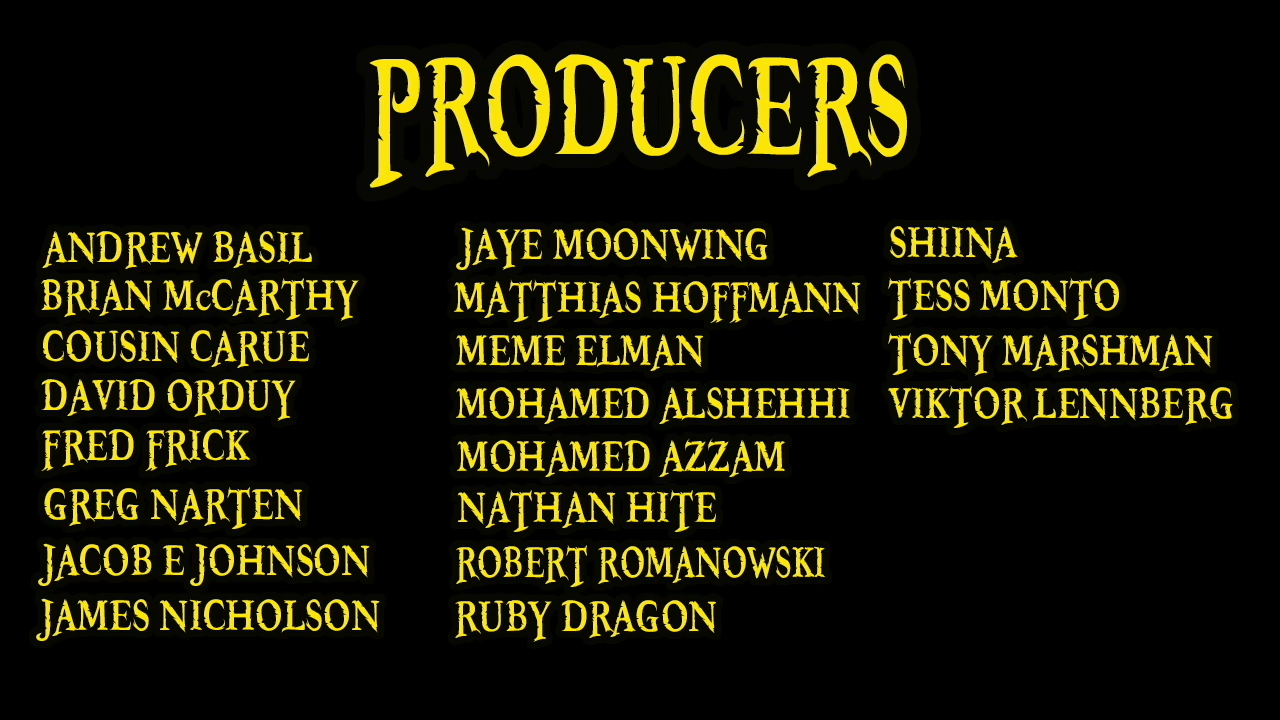 PRODUCERS
ANDREW BASIL
BRIAN McCARTHY
COUSIN CARUE
DAVID ORDUY
FRED FRICK
GREG NARTEN
JACOB E JOHNSON
JAMES NICHOLSON
JAYE MOONWING
MATTHIAS HOFFMANN
MEME ELMAN
MOHAMED ALSHEHHI
MOHAMED AZZAM
NATHAN HITE
ROBERT ROMANOWSKI
RUBY DRAGON
SHIINA
TESS MONTO
TONY MARSHMAN
VIKTOR LENNBERG